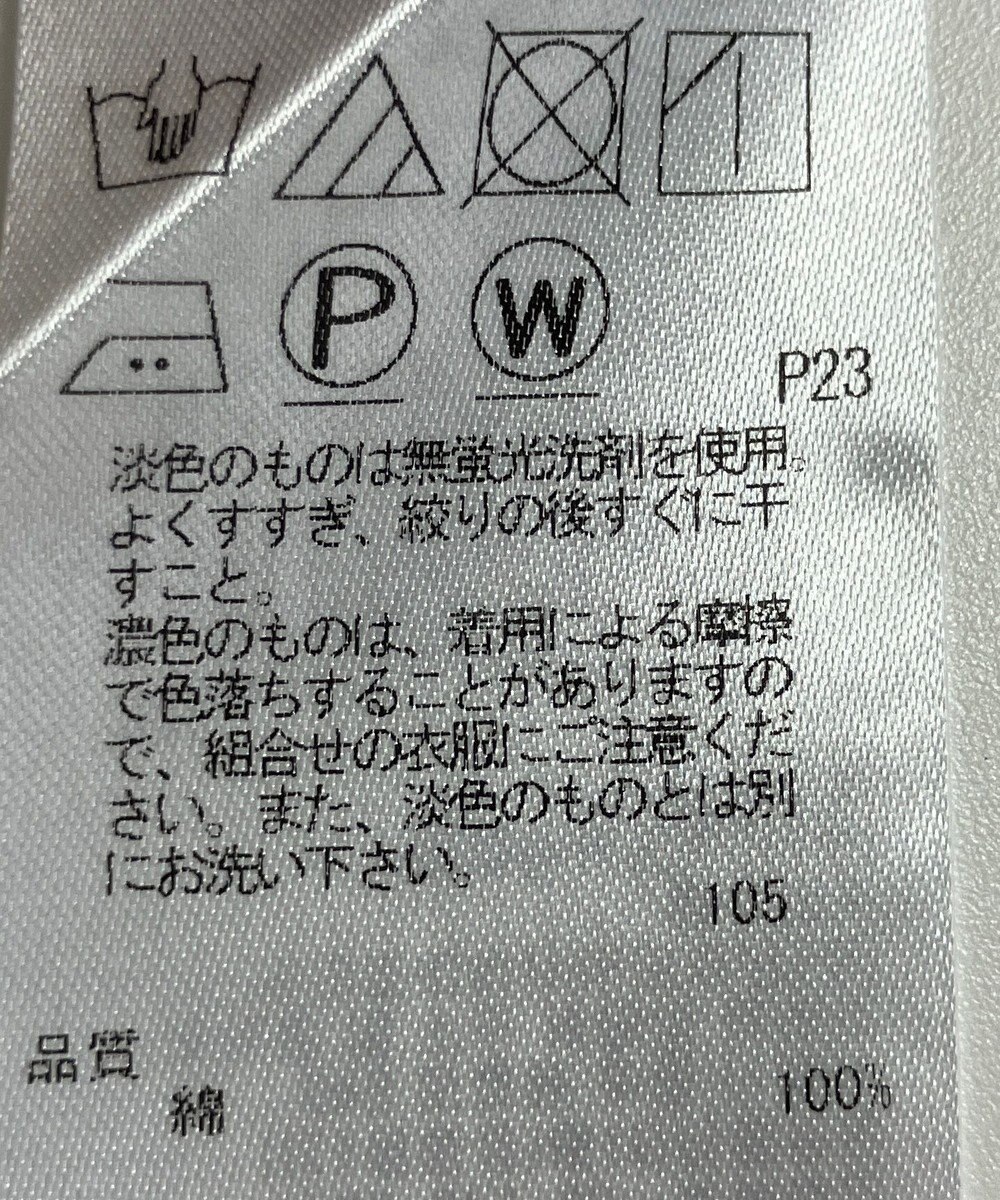 P W
P23
淡色のものは無蛍光洗剤を使用。
よくすすぎ、絞りの後すぐに干
すこと。
濃色のものは、着用による摩擦
で色落ちすることがありますの
で、組合せの衣服にご注意くだ
さい。また、淡色のものとは別
にお洗い下さい。
105
品質
綿 100%